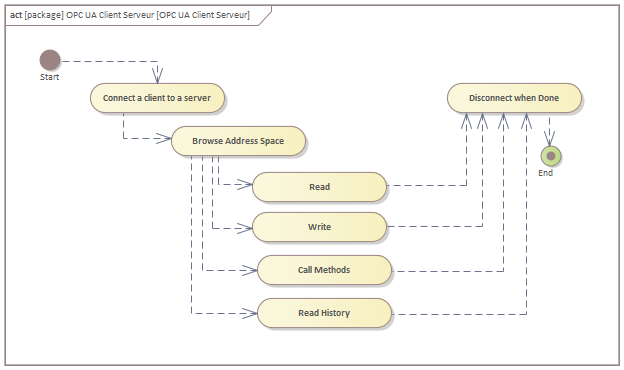 act [package] OPC UA Client Serveur [OPC UA Client Serveur]
Start
Connect a client to a server
Disconnect when Done
Browse Address Space
End
Read
Write
Call Methods
Read History